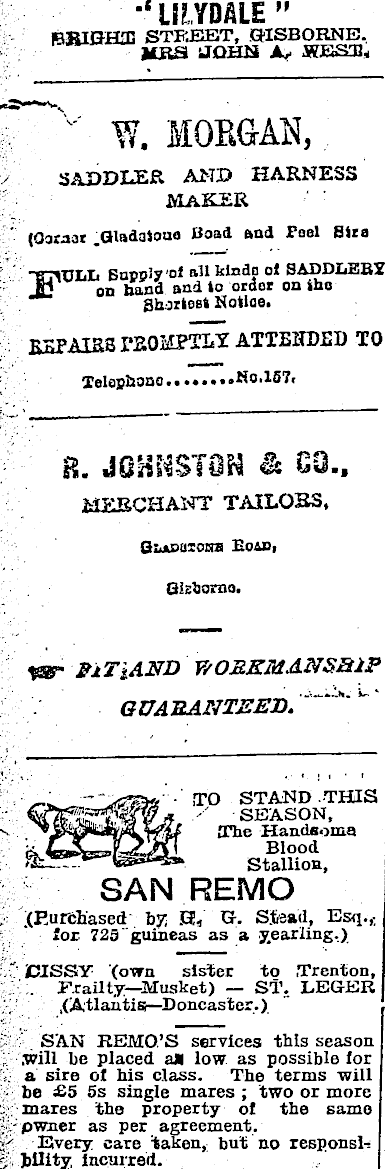 "LILYDALE"
BRIGHT STREET, GISBORNE.
MRS JOHN A. WEST.
W. MORGAN,
SADDLER AND HARNESS
MAKER
(Corner Gladstone Road and Peel Stre
FULL Supply of all kinds of SADDLERY
on hand and to order on the
Shortest Notice.
REPAIRS PROMPTLY ATTENDED TO
Telephone........No.157.
R. JOHNSTON & CO.,
MERCHANT TAILORS,
GLADSTONE ROAD,
Gisborne.
FIT AND WORKMANSHIP
GUARANTEED.
TO STAND THIS
SEASON,
The Handsome
Blood
Stallion,
SAN REMO
(Purchased by G. G. Stead, Esq.,
for 725 guineas as a yearling.)
CISSY (own sister to Trenton,
Frailty—Musket) — ST. LEGER
(Atlantis—Doncaster.)
SAN REMO'S services this season
will be placed as low as possible for
a sire of his class. The terms will
be £5 5s single mares; two or more
mares the property of the same
owner as per agreement.
Every care taken, but no responsi-
bility incurred.